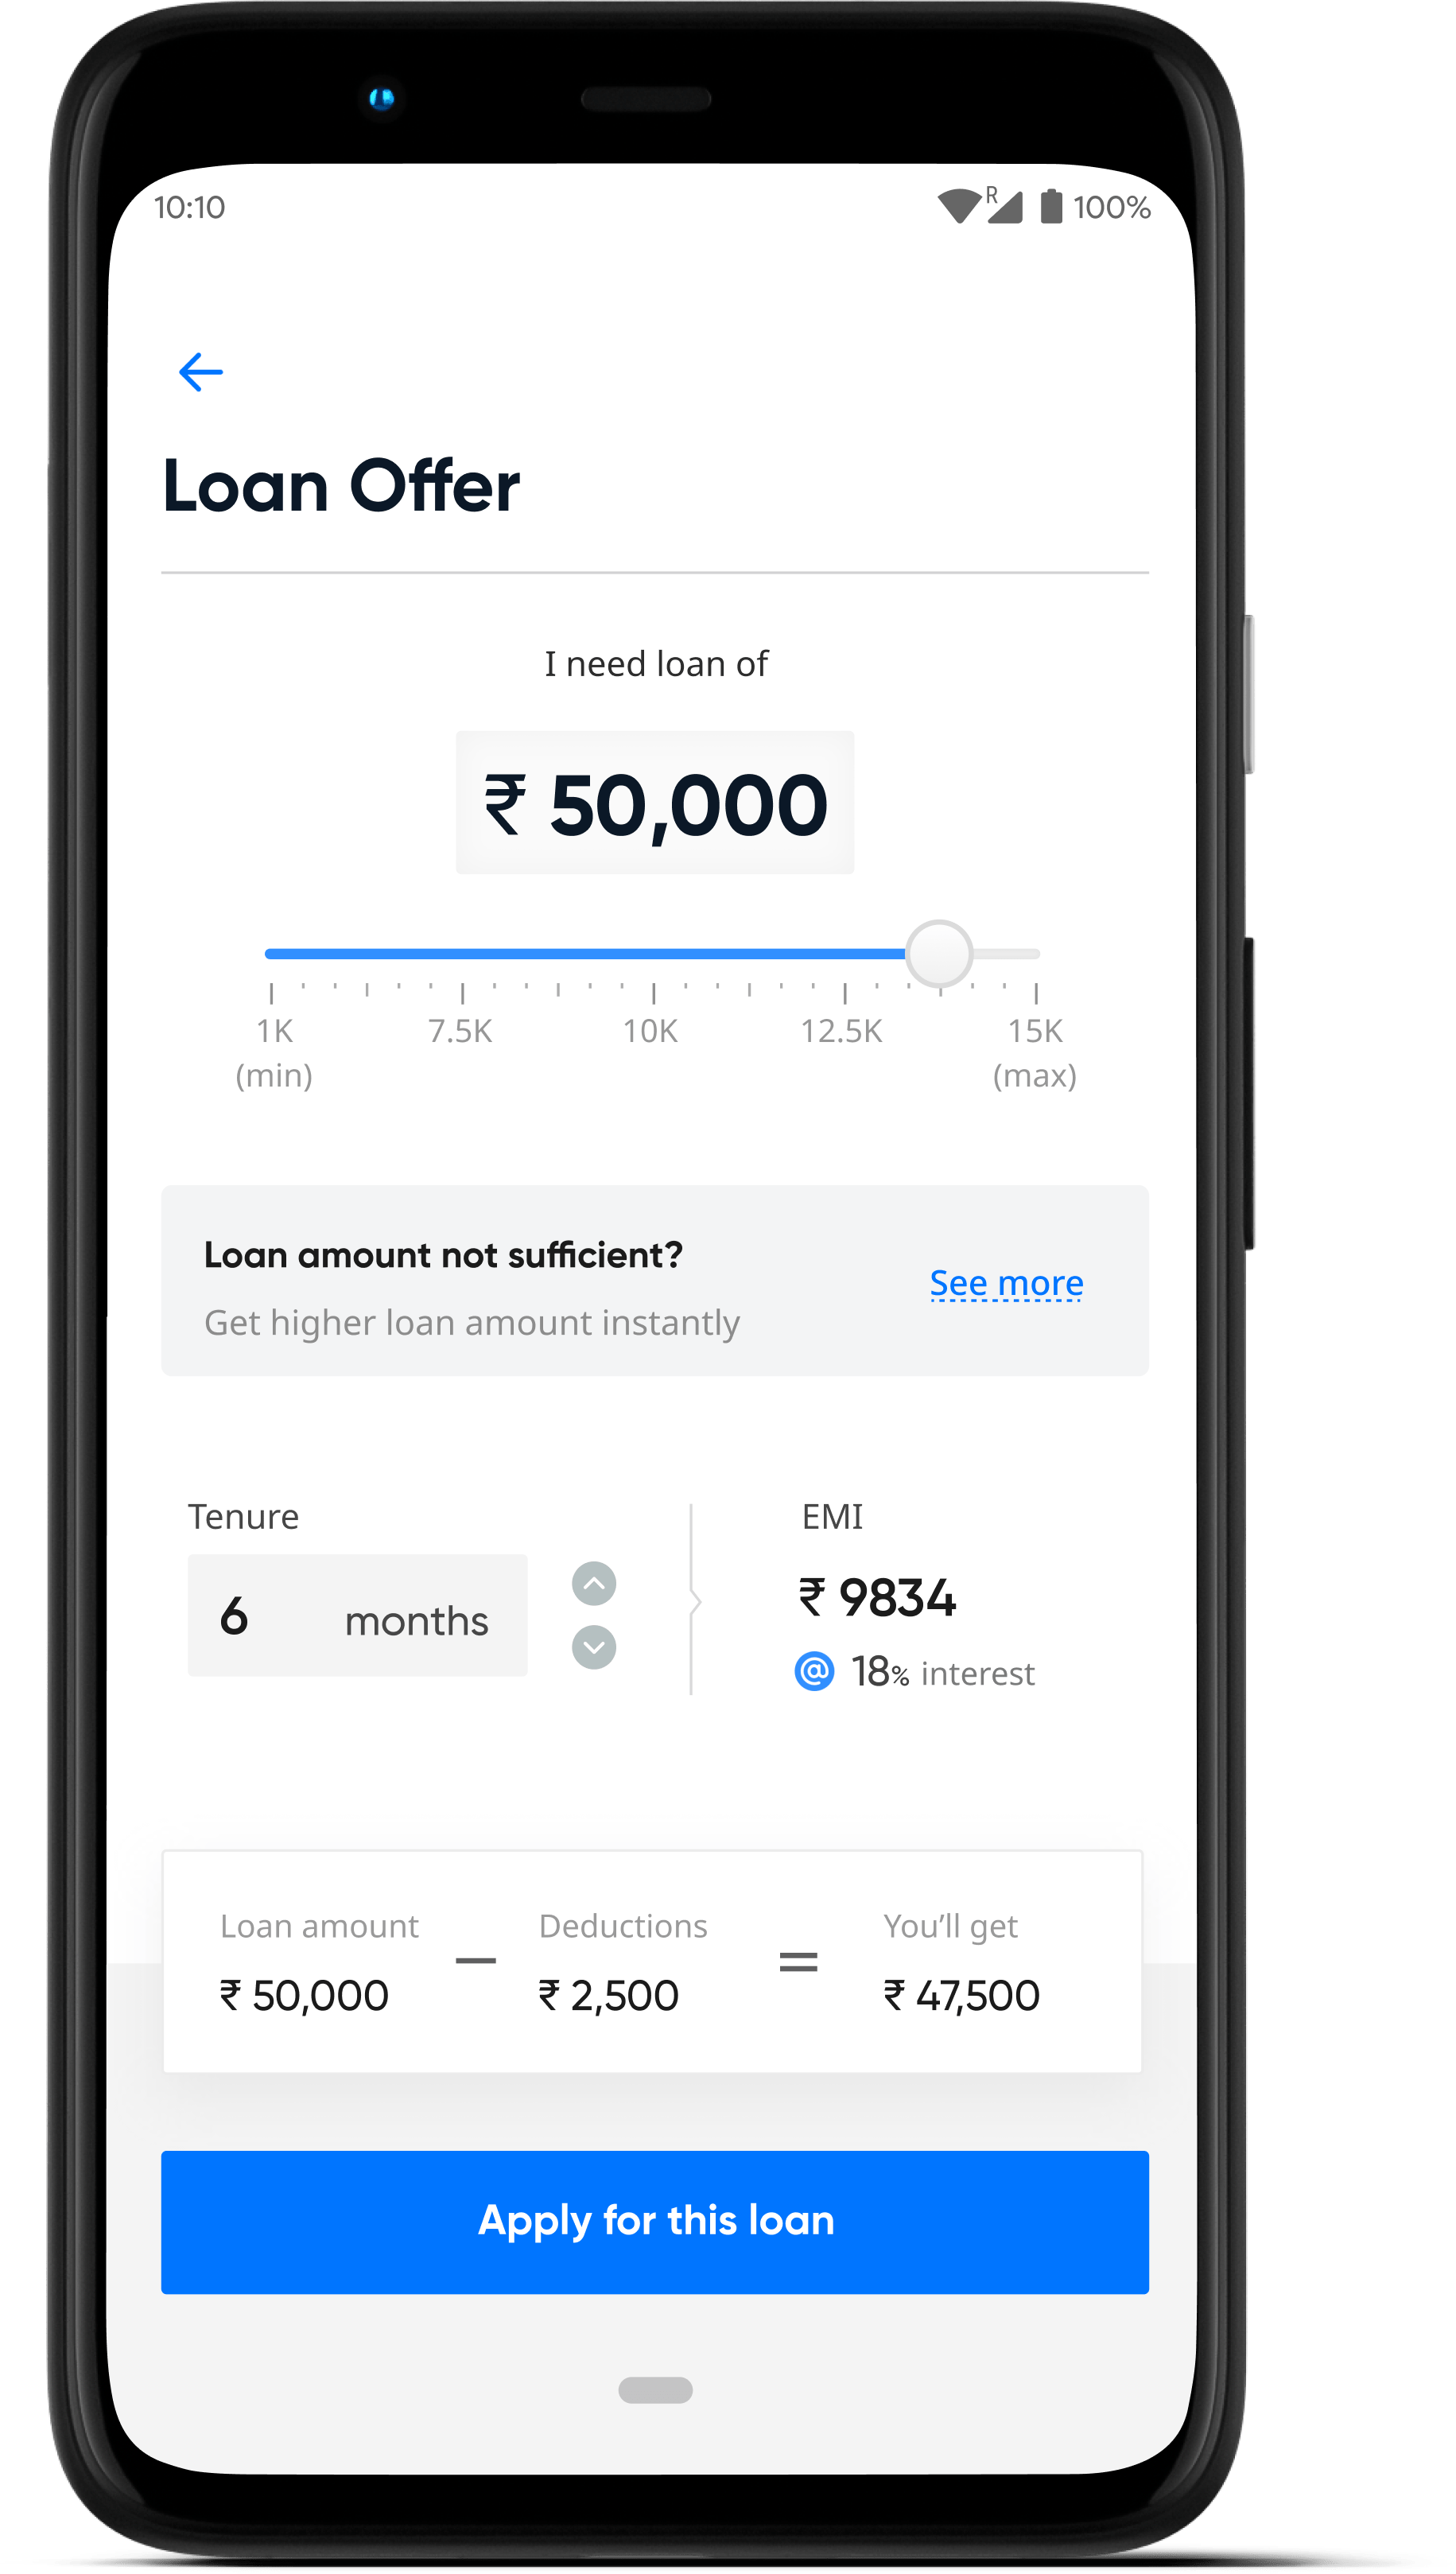 10:10 R 100%
Loan Offer
I need loan of
₹ 50,000
1K 7.5K 10K 12.5K 15K
(min) (max)
Loan amount not sufficient?
See more
Get higher loan amount instantly
Tenure EMI
6 months ₹ 9834
@ 18% interest
Loan amount Deductions You’ll get
₹ 50,000 — ₹ 2,500 = ₹ 47,500
Apply for this loan